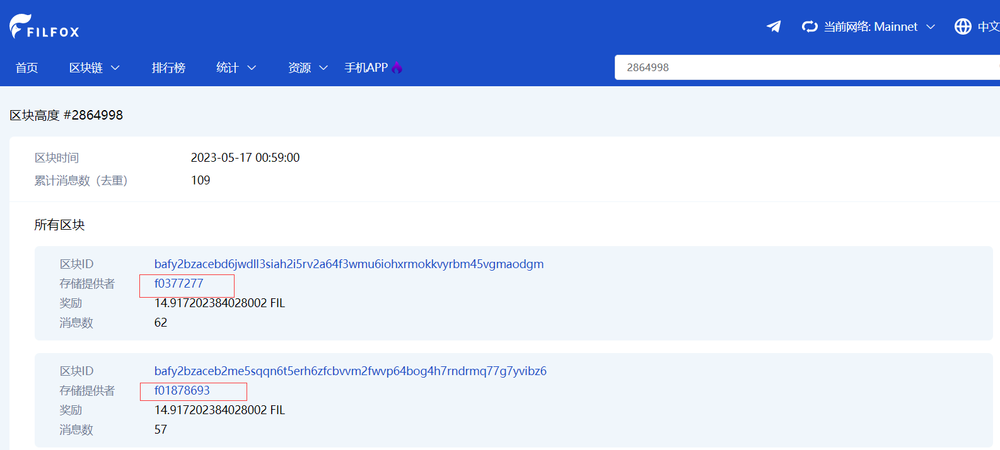 FILFOX
当前网络: Mainnet
中文
首页 区块链 排行榜 统计 资源 手机APP
2864998
区块高度 #2864998
区块时间 2023-05-17 00:59:00
累计消息数（去重） 109
所有区块
区块ID bafy2bzacebd6jwdll3siah2i5rv2a64f3wmu6iohxrmokkvyrbm45vgmaodgm
存储提供者 f0377277
奖励 14.917202384028002 FIL
消息数 62
区块ID bafy2bzaceb2me5sqqn6t5erh6zfcbvvm2fwvp64bog4h7rndrmq77g7yvibz6
存储提供者 f01878693
奖励 14.917202384028002 FIL
消息数 57